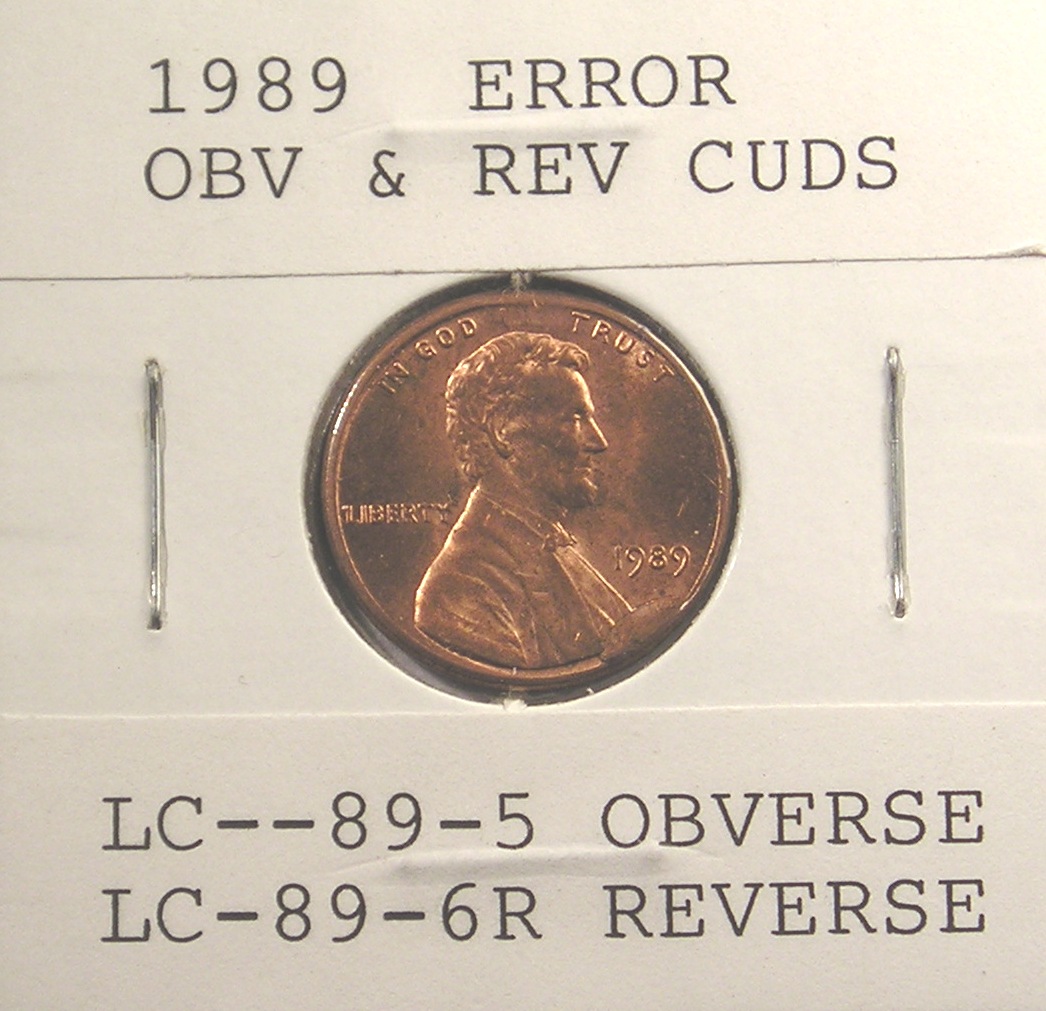 1989 ERROR
OBV & REV CUDS
IN GOD TRUST
LIBERTY
1989
LC--89-5 OBVERSE
LC-89-6R REVERSE